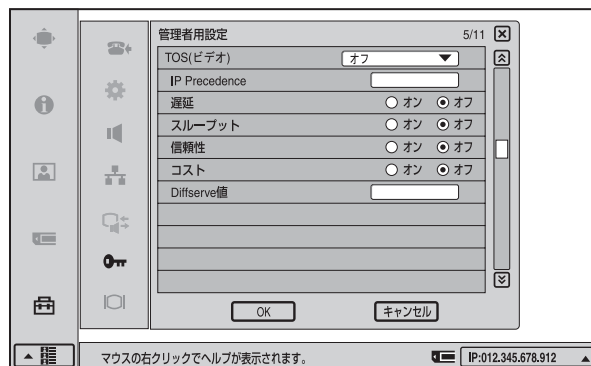 管理者用設定 5/11
TOS(ビデオ) オフ
IP Precedence
遅延 オン オフ
スループット オン オフ
信頼性 オン オフ
コスト オン オフ
Diffserve値
OK キャンセル
マウスの右クリックでヘルプが表示されます。 IP:012.345.678.912